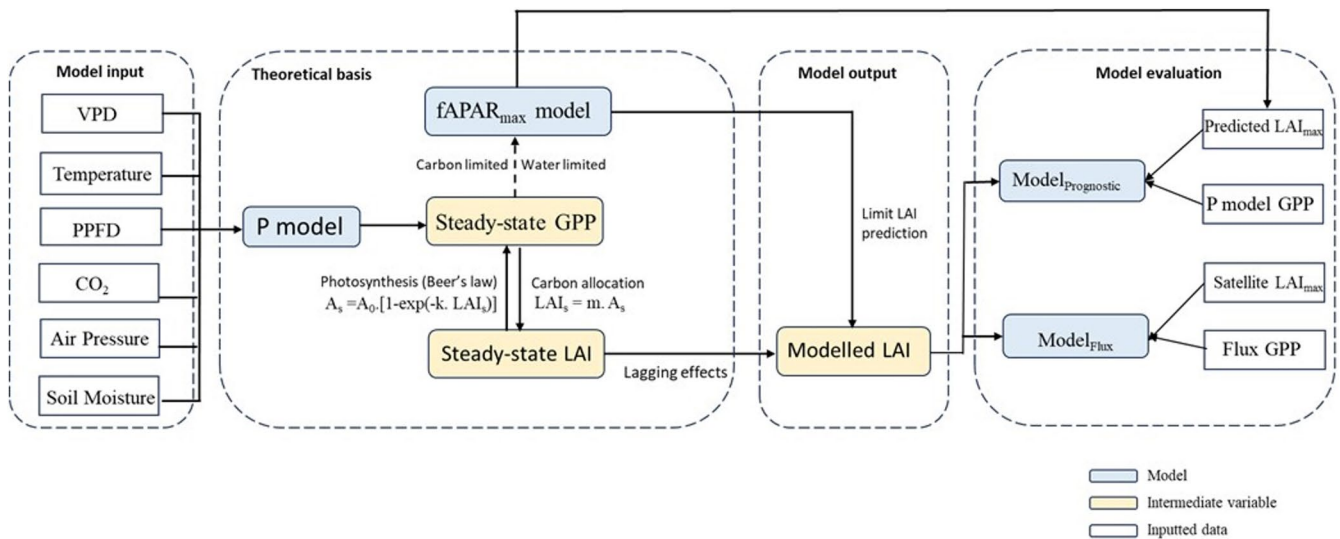 Model input
VPD
Temperature
PPFD
CO₂
Air Pressure
Soil Moisture
Theoretical basis
fAPARmax model
Carbon limited
Water limited
P model
Steady-state GPP
Photosynthesis (Beer's law)
Aₛ =A₀.[1-exp(-k. LAIₛ)]
Carbon allocation
LAIₛ = m. Aₛ
Steady-state LAI
Lagging effects
Model output
Limit LAI
prediction
Modelled LAI
Model evaluation
Predicted LAImax
ModelPrognostic
P model GPP
Satellite LAImax
ModelFlux
Flux GPP
Model
Intermediate variable
Inputted data